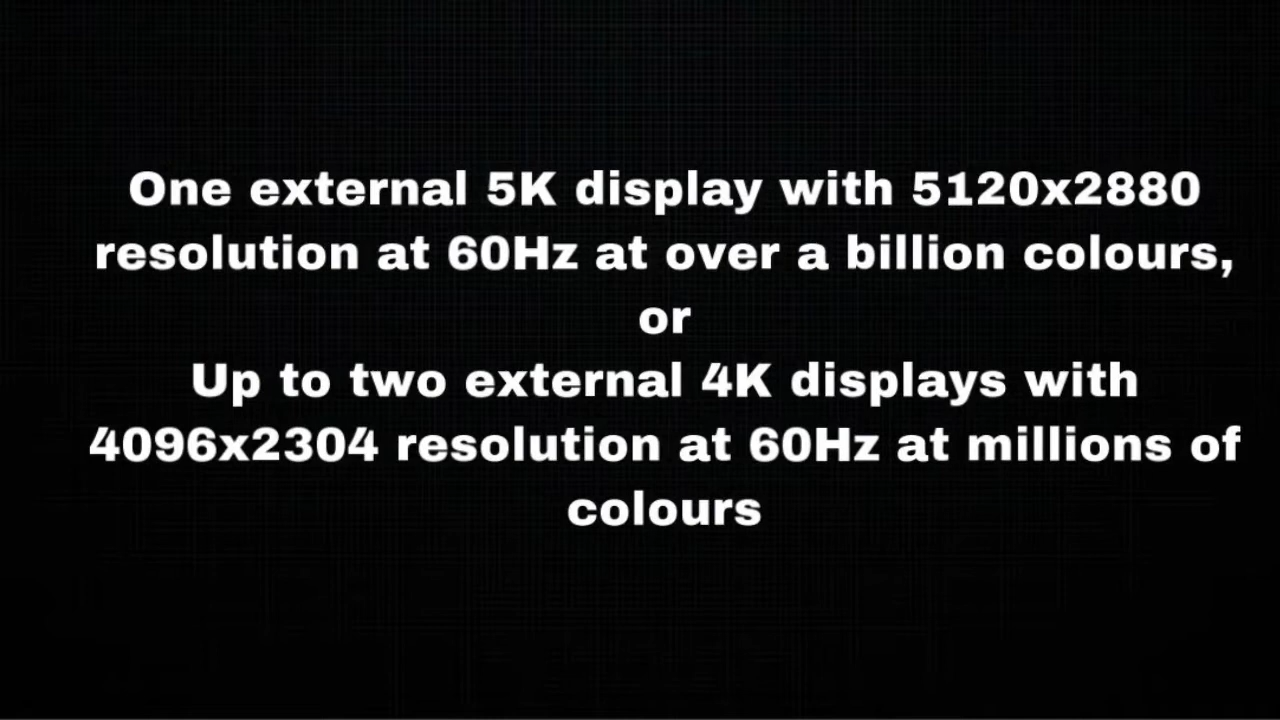 One external 5K display with 5120x2880
resolution at 60Hz at over a billion colours,
or
Up to two external 4K displays with
4096x2304 resolution at 60Hz at millions of
colours